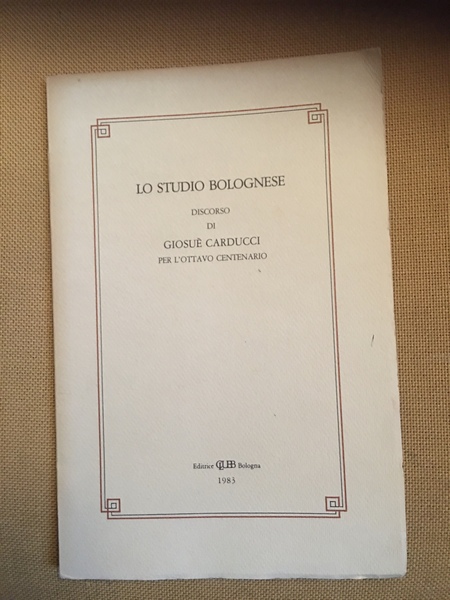 LO STUDIO BOLOGNESE
DISCORSO
DI
GIOSUÈ CARDUCCI
PER L'OTTAVO CENTENARIO
Editrice CLUEB Bologna
1983